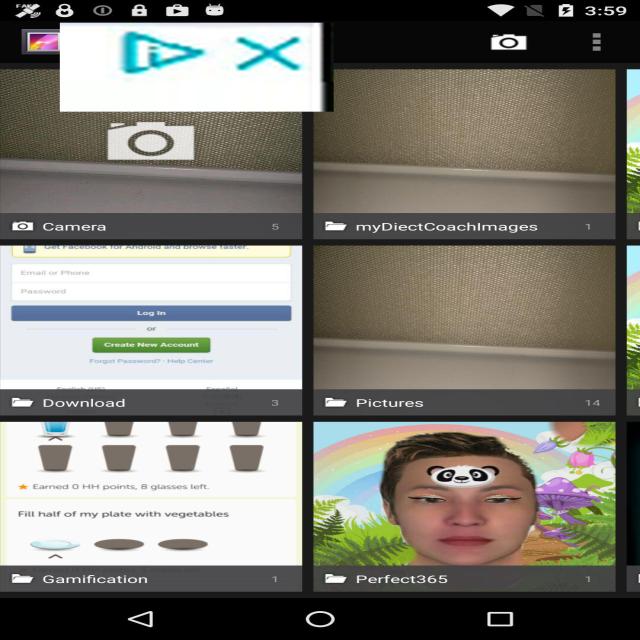 3:59
Camera 5
myDiectCoachImages 1
Get Facebook for Android and browse faster.
Email or Phone
Password
Log In
or
Create New Account
Forgot Password? · Help Center
Download 3
Pictures 14
Earned 0 HH points, 8 glasses left.
Fill half of my plate with vegetables
Gamification 1
Perfect365 1